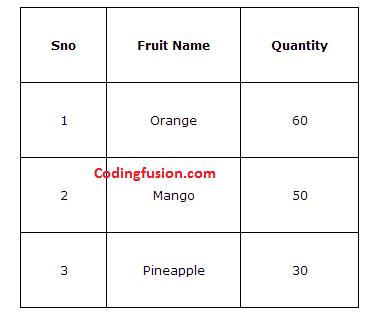 Sno Fruit Name Quantity
1 Orange 60
Codingfusion.com
2 Mango 50
3 Pineapple 30